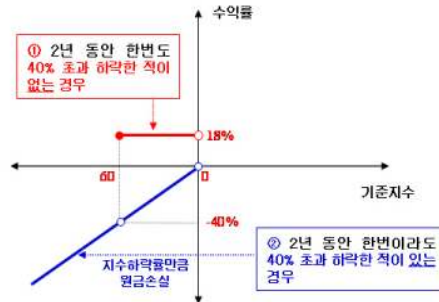 수익률
① 2년 동안 한번도
40% 초과 하락한 적이
없는 경우
18%
60
0
기준지수
-40%
② 2년 동안 한번이라도
40% 초과 하락한 적이 있는
경우
지수하락률만큼
원금손실